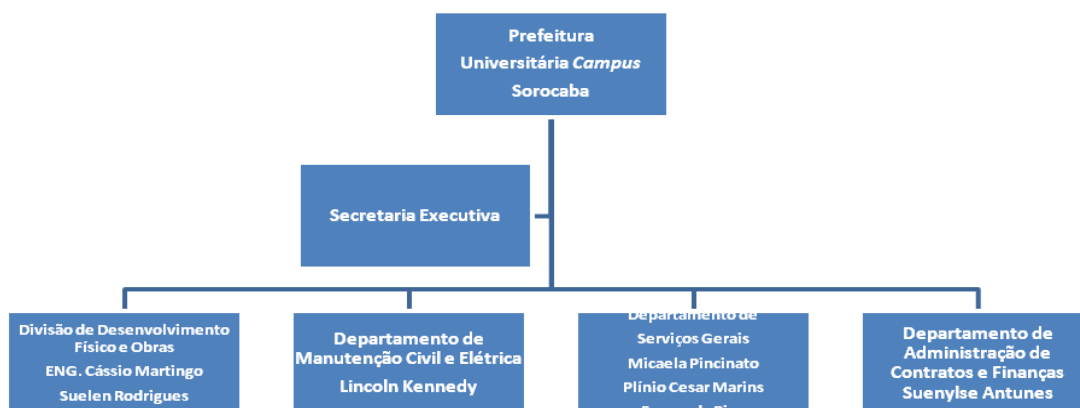 Prefeitura
Universitária Campus
Sorocaba
Secretaria Executiva
Divisão de Desenvolvimento
Físico e Obras
ENG. Cássio Martingo
Suelen Rodrigues
Departamento de
Manutenção Civil e Elétrica
Lincoln Kennedy
Departamento de
Serviços Gerais
Micaela Pincinato
Plínio Cesar Marins
Departamento de
Administração de
Contratos e Finanças
Suenylse Antunes